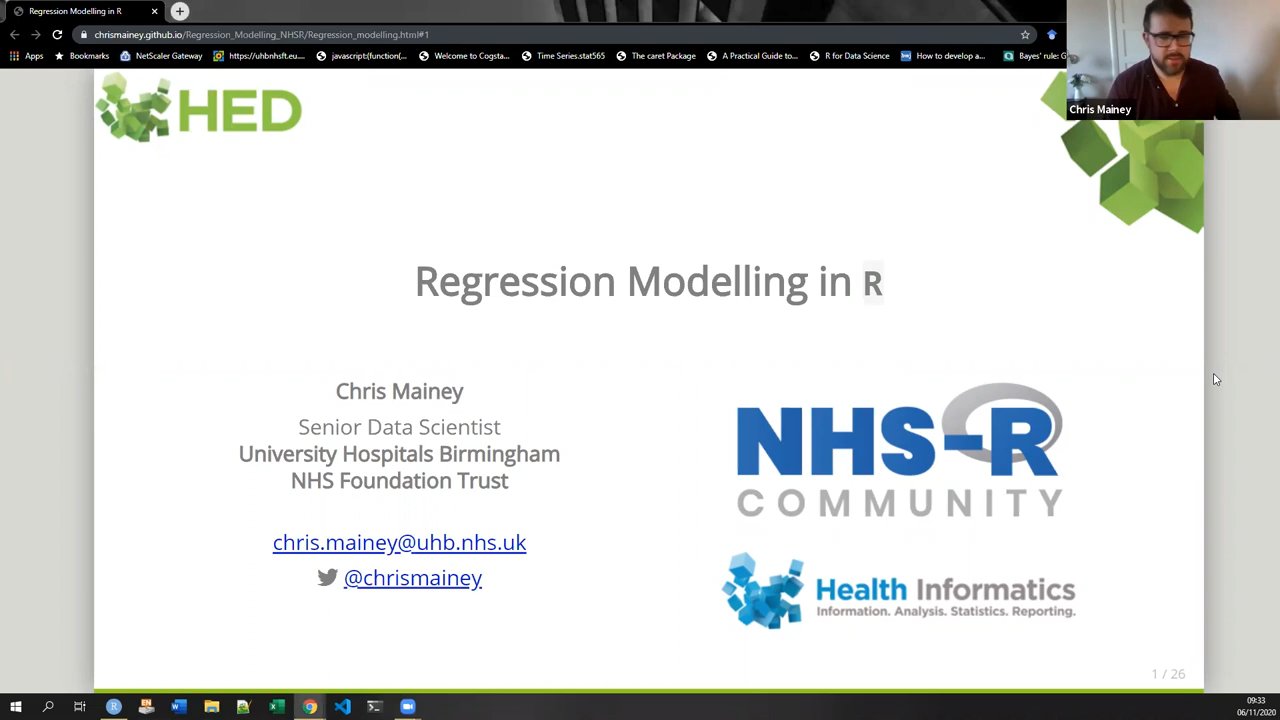 Regression Modelling in R
chrismainey.github.io/Regression_Modelling_NHSR/Regression_modelling.html#1
Apps
Bookmarks
NetScaler Gateway
https://uhbnhsft.eu...
javascript:(function(...
Welcome to Cogsta...
Time Series.stat565
The caret Package
A Practical Guide to...
R for Data Science
How to develop a...
Bayes' rule: G
Chris Mainey
HED
Regression Modelling in R
Chris Mainey
Senior Data Scientist
University Hospitals Birmingham
NHS Foundation Trust
chris.mainey@uhb.nhs.uk
@chrismainey
NHS-R
COMMUNITY
Health Informatics
Information. Analysis. Statistics. Reporting.
1 / 26
09:33
06/11/2020